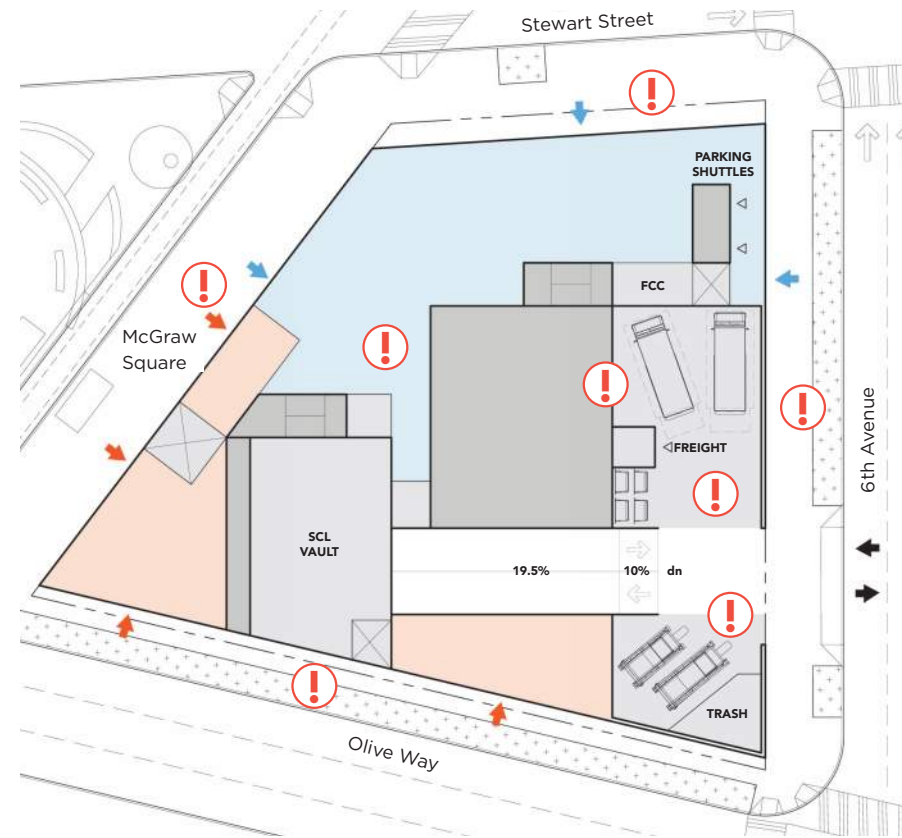 Stewart Street
PARKING
SHUTTLES
FCC
McGraw
Square
6th Avenue
FREIGHT
SCL
VAULT
19.5%
10%
dn
TRASH
Olive Way